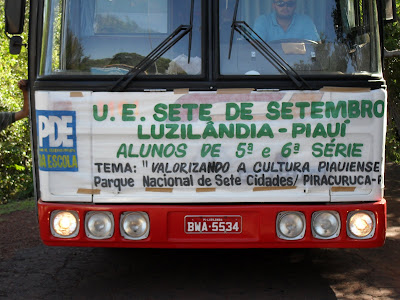 U. E. SETE DE SETEMBRO
LUZILÂNDIA - PIAUÍ
ALUNOS DE 5ª e 6ª SÉRIE
TEMA: "VALORIZANDO A CULTURA PIAUIENSE
Parque Nacional de Sete Cidades/ PIRACURUCA-P
PDE
DA ESCOLA
BWA-5534